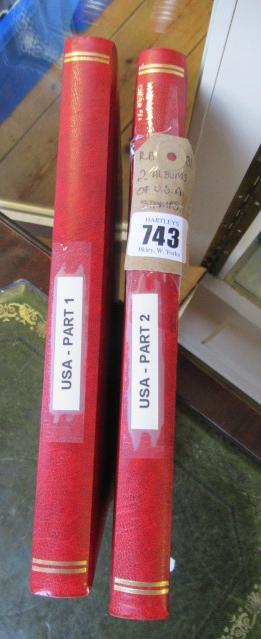 USA - PART 1
USA - PART 2
R.B
2 ALBUMS
OF U.S.A
HARTLEYS
743
Ilkley, W. Yorks